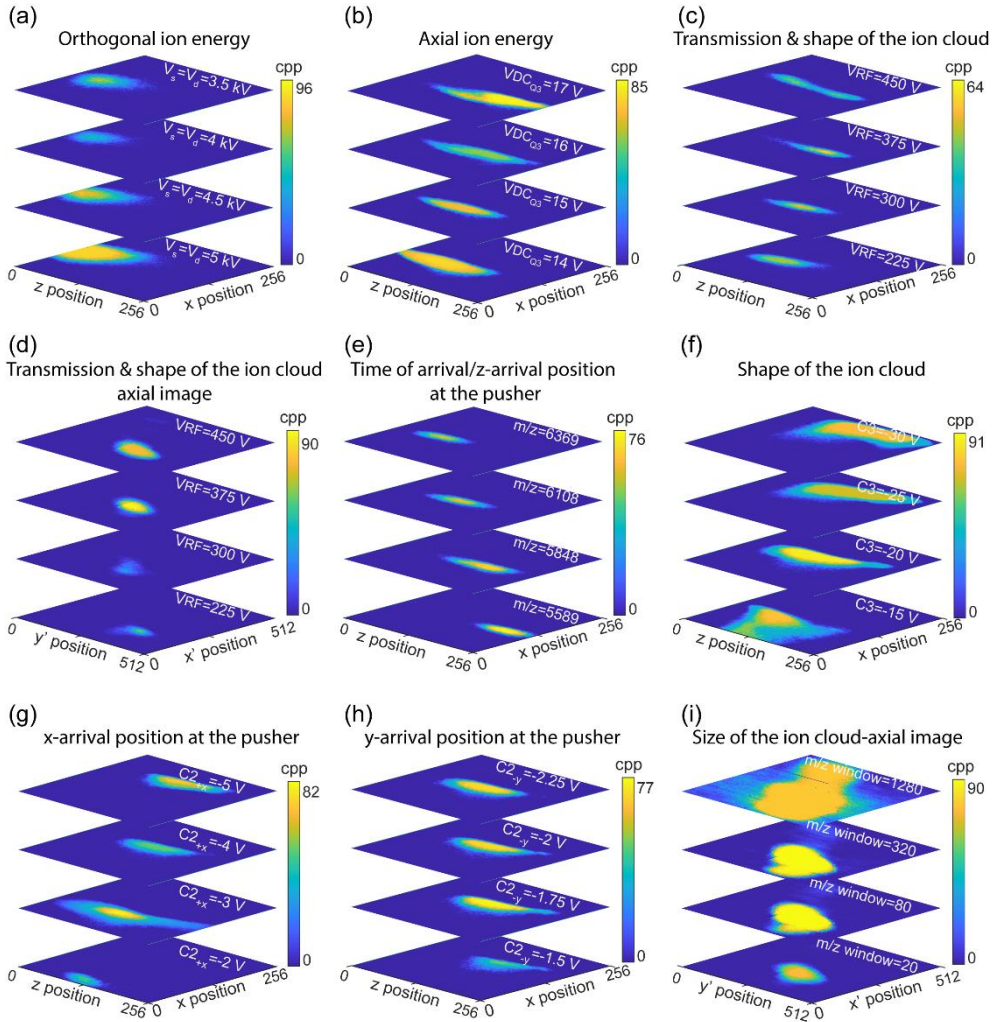 (a)
Orthogonal ion energy
cpp
96
0
Vs=Vd=3.5 kV
Vs=Vd=4 kV
Vs=Vd=4.5 kV
Vs=Vd=5 kV
0
z position
256
0
x position
256
(b)
Axial ion energy
cpp
85
0
VDCQ3=17 V
VDCQ3=16 V
VDCQ3=15 V
VDCQ3=14 V
0
z position
256
0
x position
256
(c)
Transmission & shape of the ion cloud
cpp
64
0
VRF=450 V
VRF=375 V
VRF=300 V
VRF=225 V
0
z position
256
0
x position
256
(d)
Transmission & shape of the ion cloud
axial image
cpp
90
0
VRF=450 V
VRF=375 V
VRF=300 V
VRF=225 V
0
y' position
512
0
x' position
512
(e)
Time of arrival/z-arrival position
at the pusher
cpp
76
0
m/z=6369
m/z=6108
m/z=5848
m/z=5589
0
z position
256
0
x position
256
(f)
Shape of the ion cloud
cpp
91
0
C3=-30 V
C3=-25 V
C3=-20 V
C3=-15 V
0
z position
256
0
x position
256
(g)
x-arrival position at the pusher
cpp
82
0
C2+x=-5 V
C2+x=-4 V
C2+x=-3 V
C2+x=-2 V
0
z position
256
0
x position
256
(h)
y-arrival position at the pusher
cpp
77
0
C2-y=-2.25 V
C2-y=-2 V
C2-y=-1.75 V
C2-y=-1.5 V
0
z position
256
0
x position
256
(i)
Size of the ion cloud-axial image
cpp
90
0
m/z window=1280
m/z window=320
m/z window=80
m/z window=20
0
y' position
512
0
x' position
512